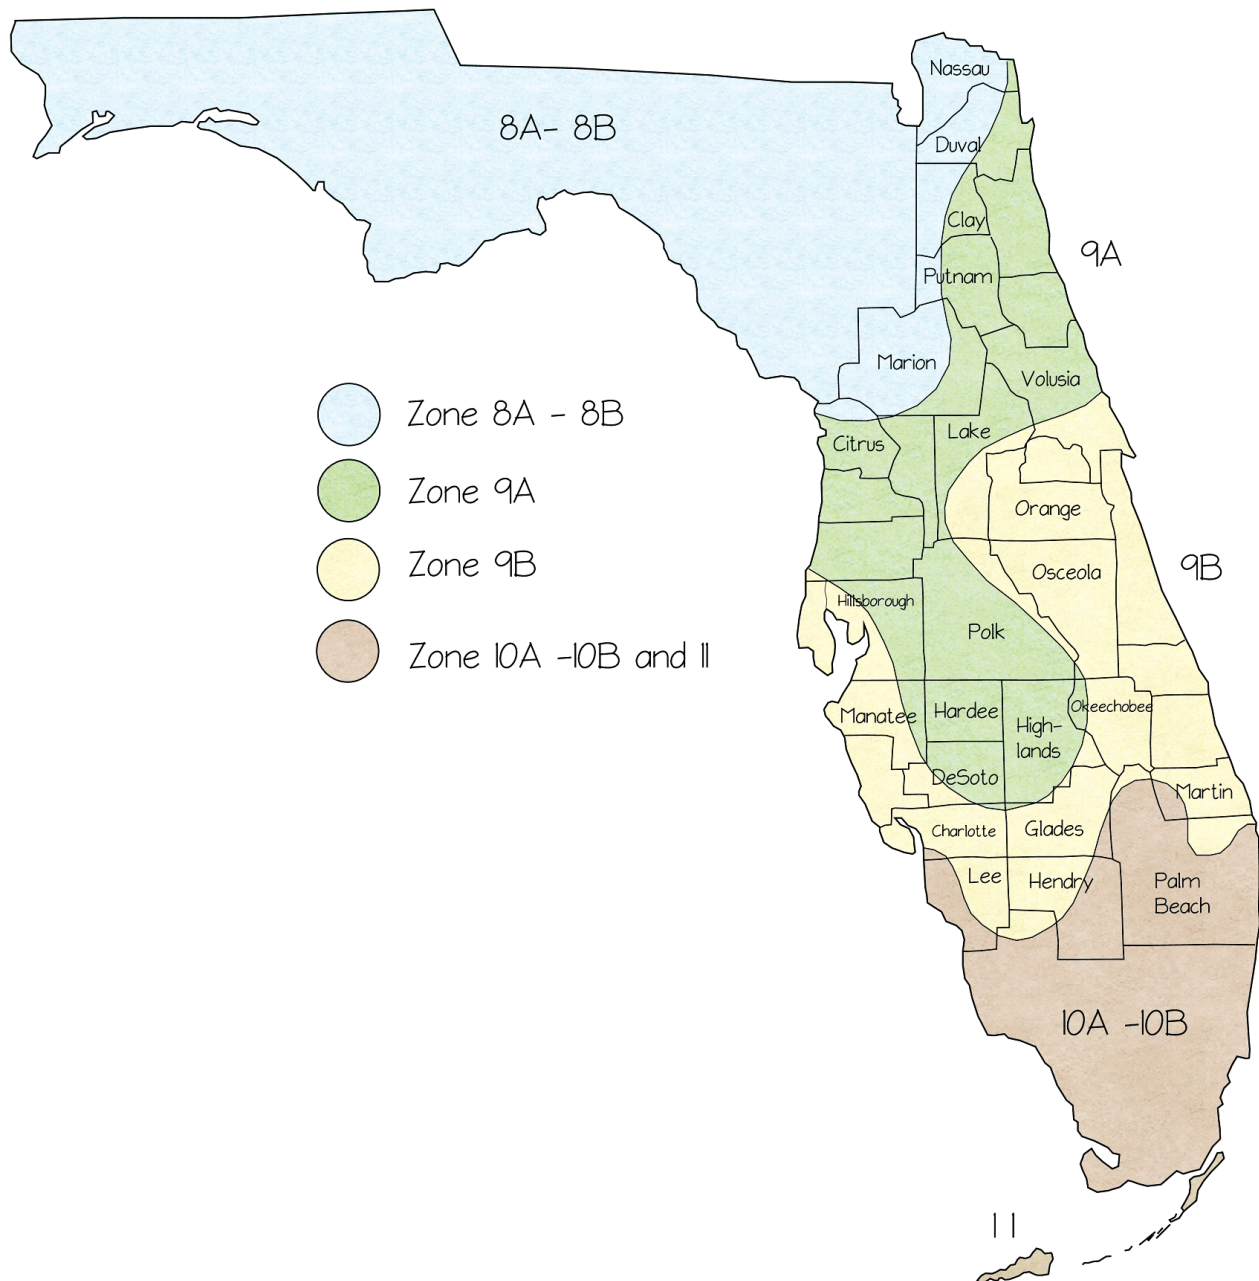 Nassau
8A- 8B
Duval
Clay
9A
Putnam
Marion
Volusia
Zone 8A - 8B
Lake
Citrus
Zone 9A
Orange
Zone 9B
9B
Osceola
Hillsborough
Polk
Zone 10A -10B and 11
Okeechobee
Manatee
Hardee
High-
lands
DeSoto
Martin
Charlotte
Glades
Lee
Hendry
Palm
Beach
10A -10B
11